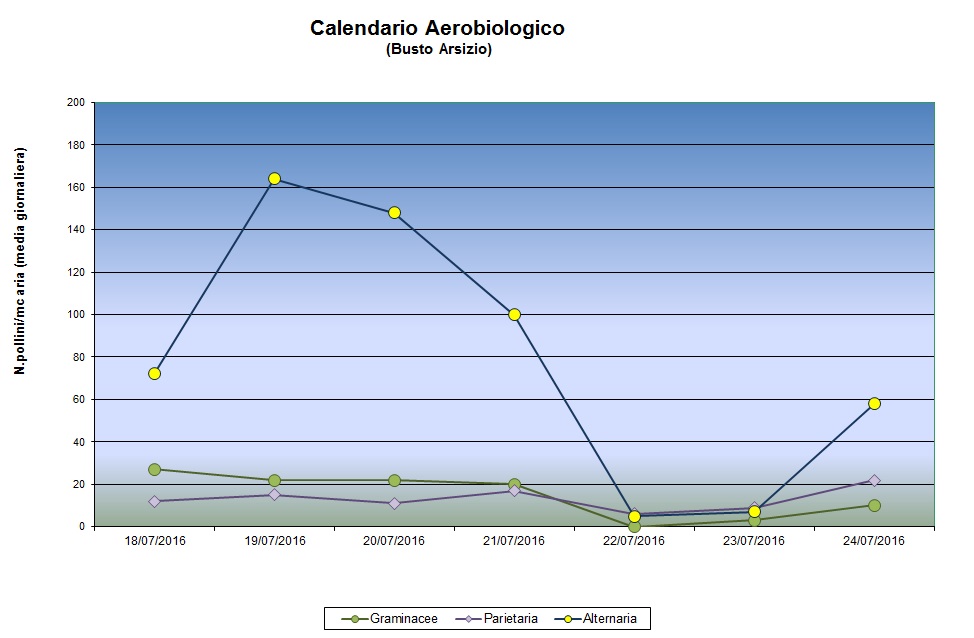 Calendario Aerobiologico
(Busto Arsizio)
N.pollini/mc aria (media giornaliera)
200
180
160
140
120
100
80
60
40
20
0
18/07/2016 19/07/2016 20/07/2016 21/07/2016 22/07/2016 23/07/2016 24/07/2016
Graminacee Parietaria Alternaria